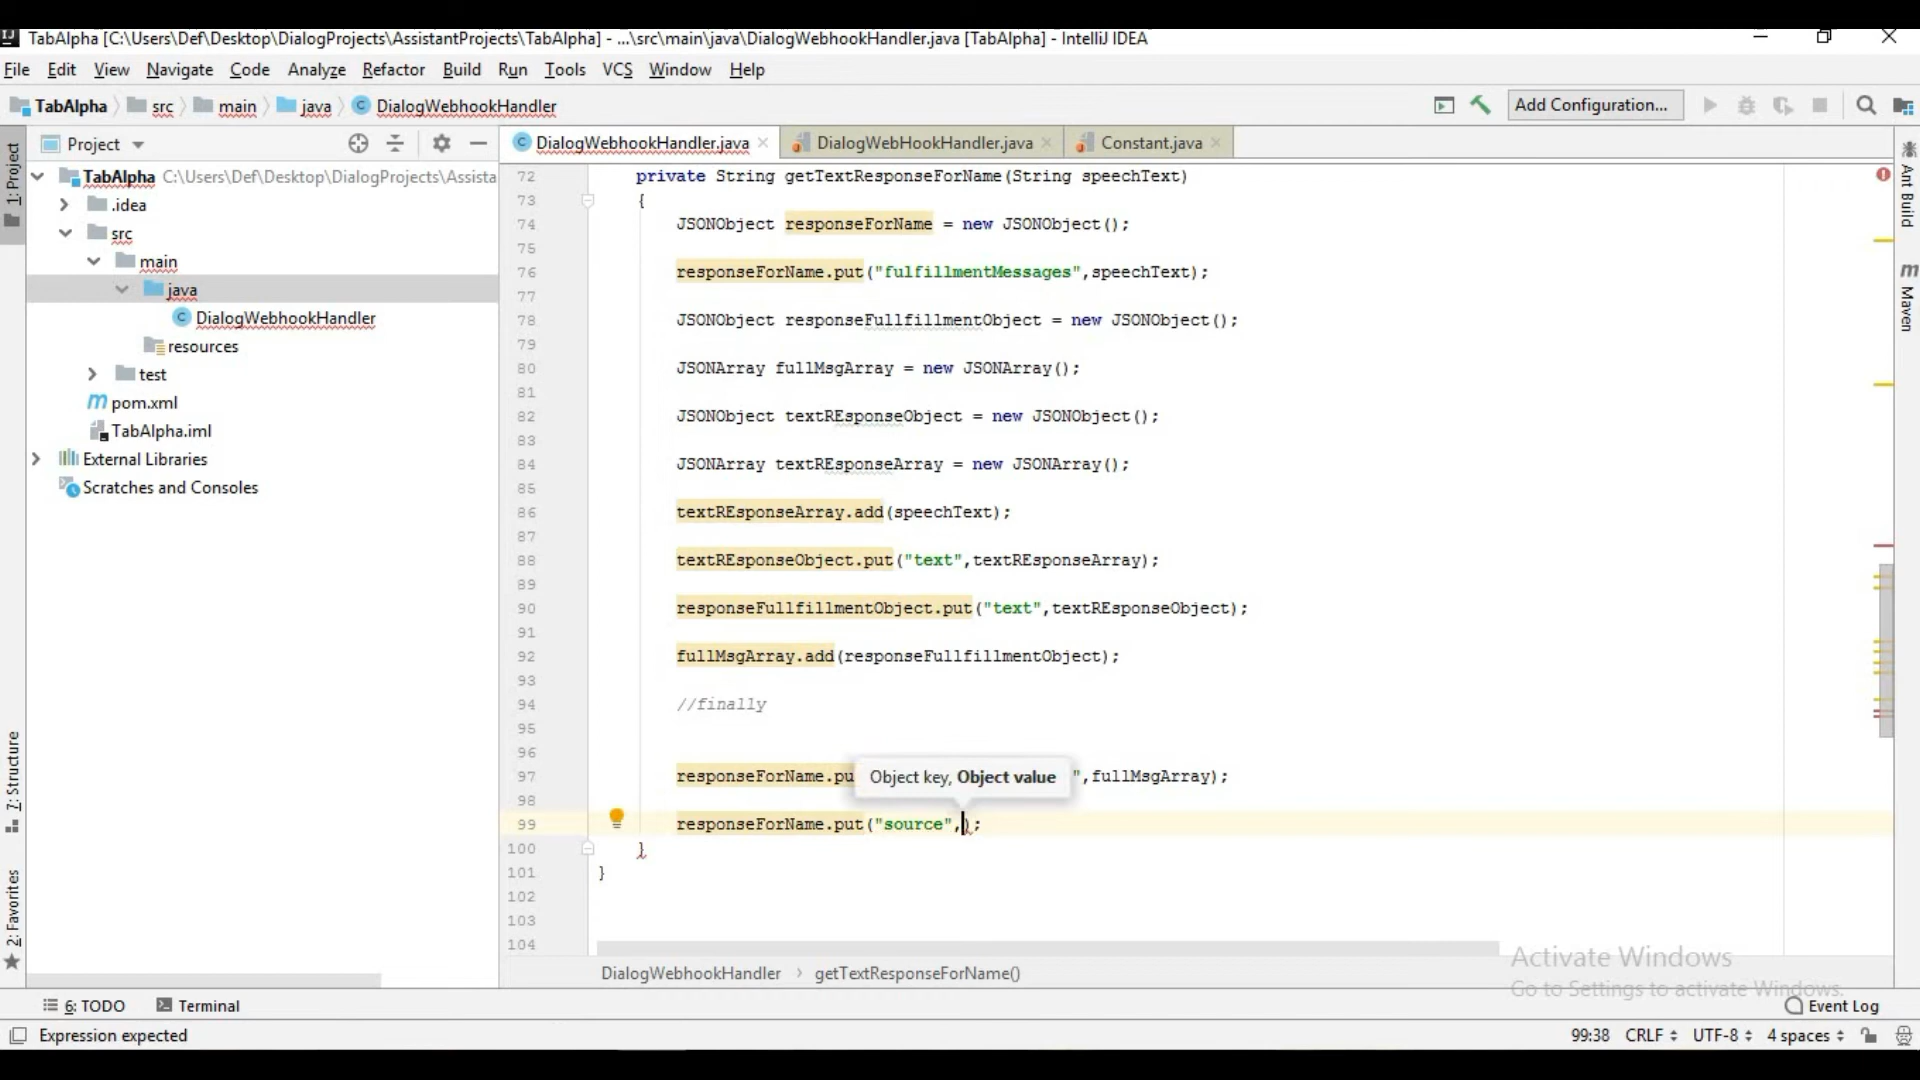 TabAlpha [C:\Users\Def\Desktop\DialogProjects\AssistantProjects\TabAlpha] - ...\src\main\java\DialogWebhookHandler.java [TabAlpha] - IntelliJ IDEA
File Edit View Navigate Code Analyze Refactor Build Run Tools VCS Window Help
TabAlpha src main java DialogWebhookHandler Add Configuration...
1: Project
Project
DialogWebhookHandler.java DialogWebHookHandler.java Constant.java
TabAlpha C:\Users\Def\Desktop\DialogProjects\Assista
.idea
src
main
java
DialogWebhookHandler
resources
test
pom.xml
TabAlpha.iml
External Libraries
Scratches and Consoles
7: Structure
2: Favorites
72 private String getTextResponseForName(String speechText)
73 {
74 JSONObject responseForName = new JSONObject();
75
76 responseForName.put("fulfillmentMessages",speechText);
77
78 JSONObject responseFullfillmentObject = new JSONObject();
79
80 JSONArray fullMsgArray = new JSONArray();
81
82 JSONObject textREsponseObject = new JSONObject();
83
84 JSONArray textREsponseArray = new JSONArray();
85
86 textREsponseArray.add(speechText);
87
88 textREsponseObject.put("text",textREsponseArray);
89
90 responseFullfillmentObject.put("text",textREsponseObject);
91
92 fullMsgArray.add(responseFullfillmentObject);
93
94 //finally
95
96
97 responseForName.pu Object key, Object value ",fullMsgArray);
98
99 responseForName.put("source",);
100 }
101 }
102
103
104
Ant Build
Maven
DialogWebhookHandler getTextResponseForName()
Activate Windows
Go to Settings to activate Windows.
6: TODO Terminal Event Log
Expression expected 99:38 CRLF UTF-8 4 spaces